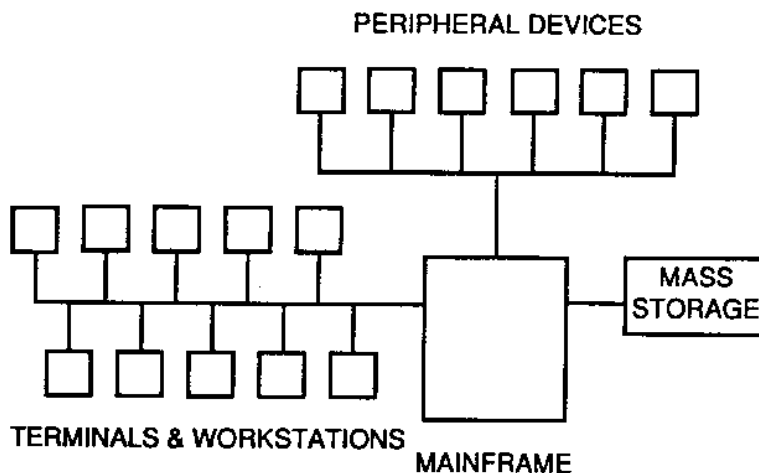 PERIPHERAL DEVICES
MASS
STORAGE
TERMINALS & WORKSTATIONS
MAINFRAME